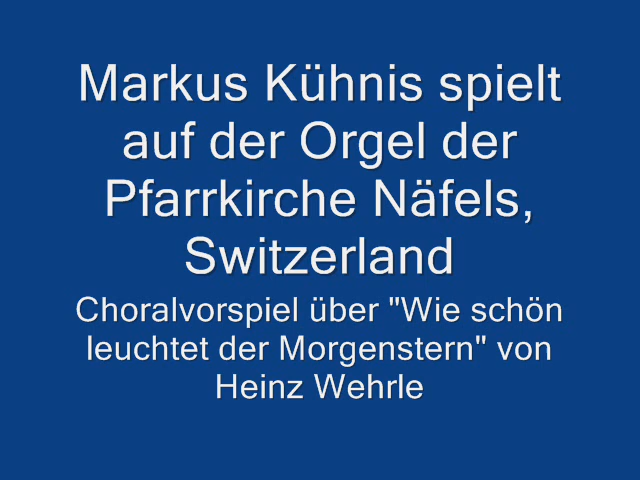 Markus Kühnis spielt
auf der Orgel der
Pfarrkirche Näfels,
Switzerland
Choralvorspiel über "Wie schön
leuchtet der Morgenstern" von
Heinz Wehrle